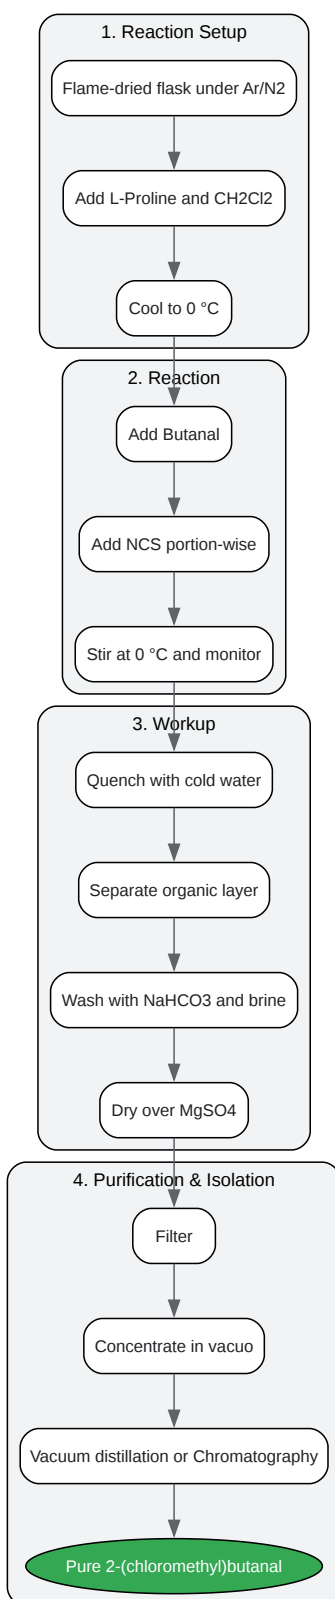 1. Reaction Setup
Flame-dried flask under Ar/N2
Add L-Proline and CH2Cl2
Cool to 0 °C
2. Reaction
Add Butanal
Add NCS portion-wise
Stir at 0 °C and monitor
3. Workup
Quench with cold water
Separate organic layer
Wash with NaHCO3 and brine
Dry over MgSO4
4. Purification & Isolation
Filter
Concentrate in vacuo
Vacuum distillation or Chromatography
Pure 2-(chloromethyl)butanal